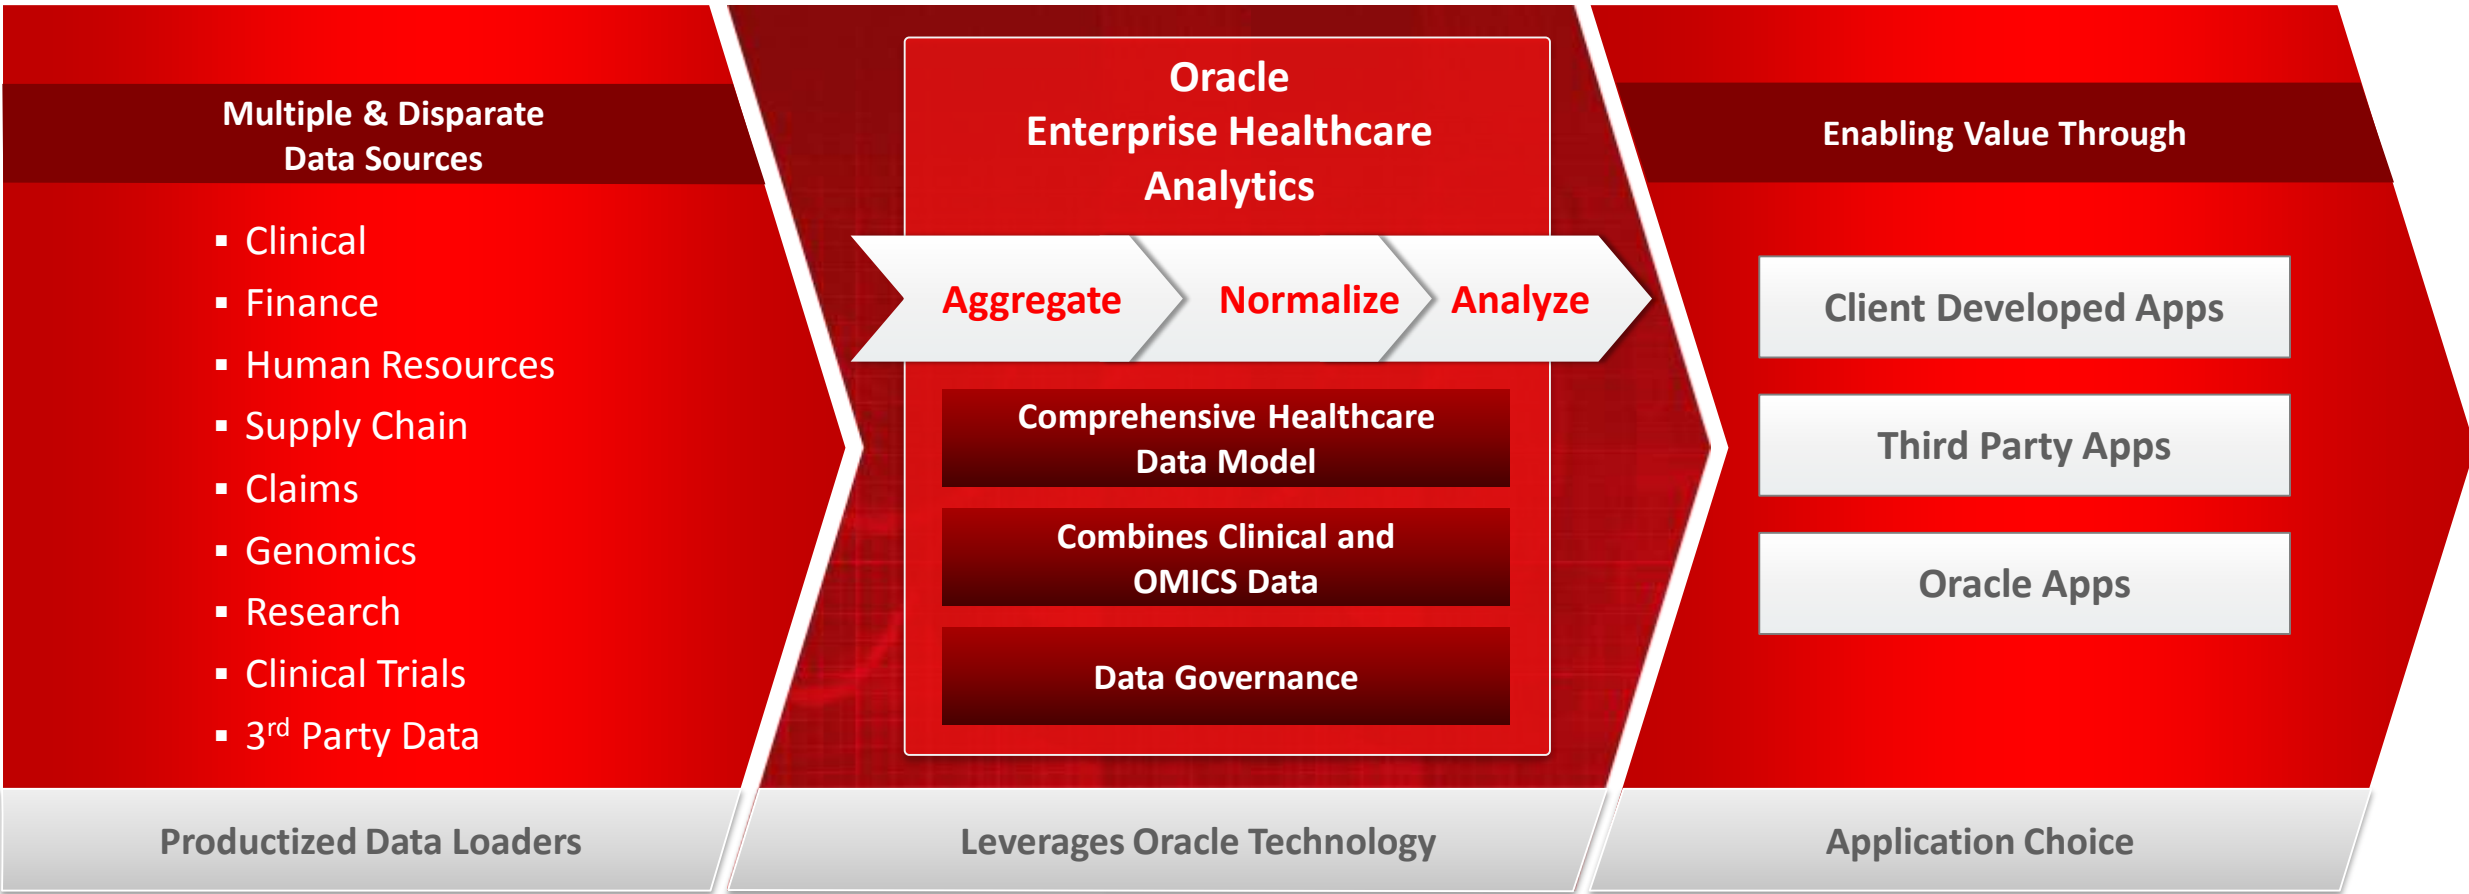 Multiple & Disparate
Data Sources
▪ Clinical
▪ Finance
▪ Human Resources
▪ Supply Chain
▪ Claims
▪ Genomics
▪ Research
▪ Clinical Trials
▪ 3rd Party Data
Productized Data Loaders
Oracle
Enterprise Healthcare
Analytics
Aggregate
Normalize
Analyze
Comprehensive Healthcare
Data Model
Combines Clinical and
OMICS Data
Data Governance
Leverages Oracle Technology
Enabling Value Through
Client Developed Apps
Third Party Apps
Oracle Apps
Application Choice